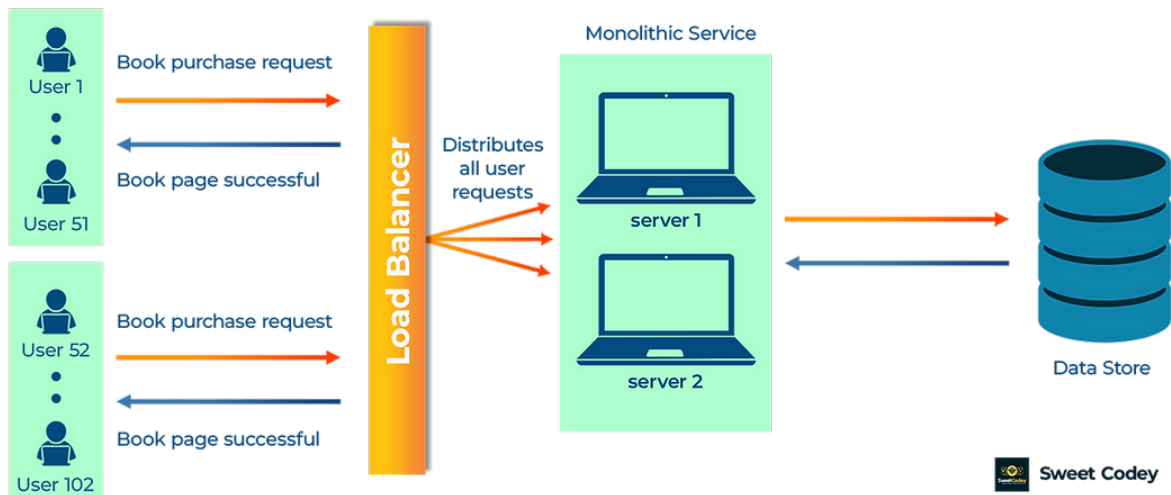 User 1
User 51
Book purchase request
Book page successful
User 52
User 102
Book purchase request
Book page successful
Load Balancer
Distributes
all user
requests
Monolithic Service
server 1
server 2
Data Store
SweetCodey
Sweet Codey